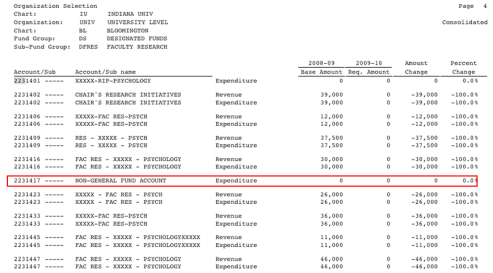 Organization Selection Page 4
Chart: IU INDIANA UNIV
Organization: UNIV UNIVERSITY LEVEL Consolidated
Chart: BL BLOOMINGTON
Fund Group: DS DESIGNATED FUNDS
Sub-Fund Group: DFRES FACULTY RESEARCH
2008-09 2009-10 Amount Percent
Account/Sub Account/Sub name Base Amount Req. Amount Change Change
2231401 ----- XXXXX-RIP-PSYCHOLOGY Expenditure 0 0 0 0.0%
2231402 ----- CHAIR'S RESEARCH INITIATIVES Revenue 39,000 0 -39,000 -100.0%
2231402 ----- CHAIR'S RESEARCH INITIATIVES Expenditure 39,000 0 -39,000 -100.0%
2231406 ----- XXXXX-FAC RES-PSYCH Revenue 12,000 0 -12,000 -100.0%
2231406 ----- XXXXX-FAC RES-PSYCH Expenditure 12,000 0 -12,000 -100.0%
2231409 ----- RES - XXXXX - PSYCH Revenue 37,500 0 -37,500 -100.0%
2231409 ----- RES - XXXXX - PSYCH Expenditure 37,500 0 -37,500 -100.0%
2231416 ----- FAC RES - XXXXX - PSYCHOLOGY Revenue 30,000 0 -30,000 -100.0%
2231416 ----- FAC RES - XXXXX - PSYCHOLOGY Expenditure 30,000 0 -30,000 -100.0%
2231417 ----- NON-GENERAL FUND ACCOUNT Expenditure 0 0 0 0.0%
2231423 ----- XXXXX - FAC RES - PSYCH Revenue 26,000 0 -26,000 -100.0%
2231423 ----- XXXXX - FAC RES - PSYCH Expenditure 26,000 0 -26,000 -100.0%
2231433 ----- XXXXX-FAC RES-PSYCH Revenue 36,000 0 -36,000 -100.0%
2231433 ----- XXXXX-FAC RES-PSYCH Expenditure 36,000 0 -36,000 -100.0%
2231445 ----- FAC RES - XXXXX - PSYCHOLOGYXXXXX Revenue 11,000 0 -11,000 -100.0%
2231445 ----- FAC RES - XXXXX - PSYCHOLOGYXXXXX Expenditure 11,000 0 -11,000 -100.0%
2231447 ----- FAC RES - XXXXX - PSYCHOLOGY Revenue 46,000 0 -46,000 -100.0%
2231447 ----- FAC RES - XXXXX - PSYCHOLOGY Expenditure 46,000 0 -46,000 -100.0%